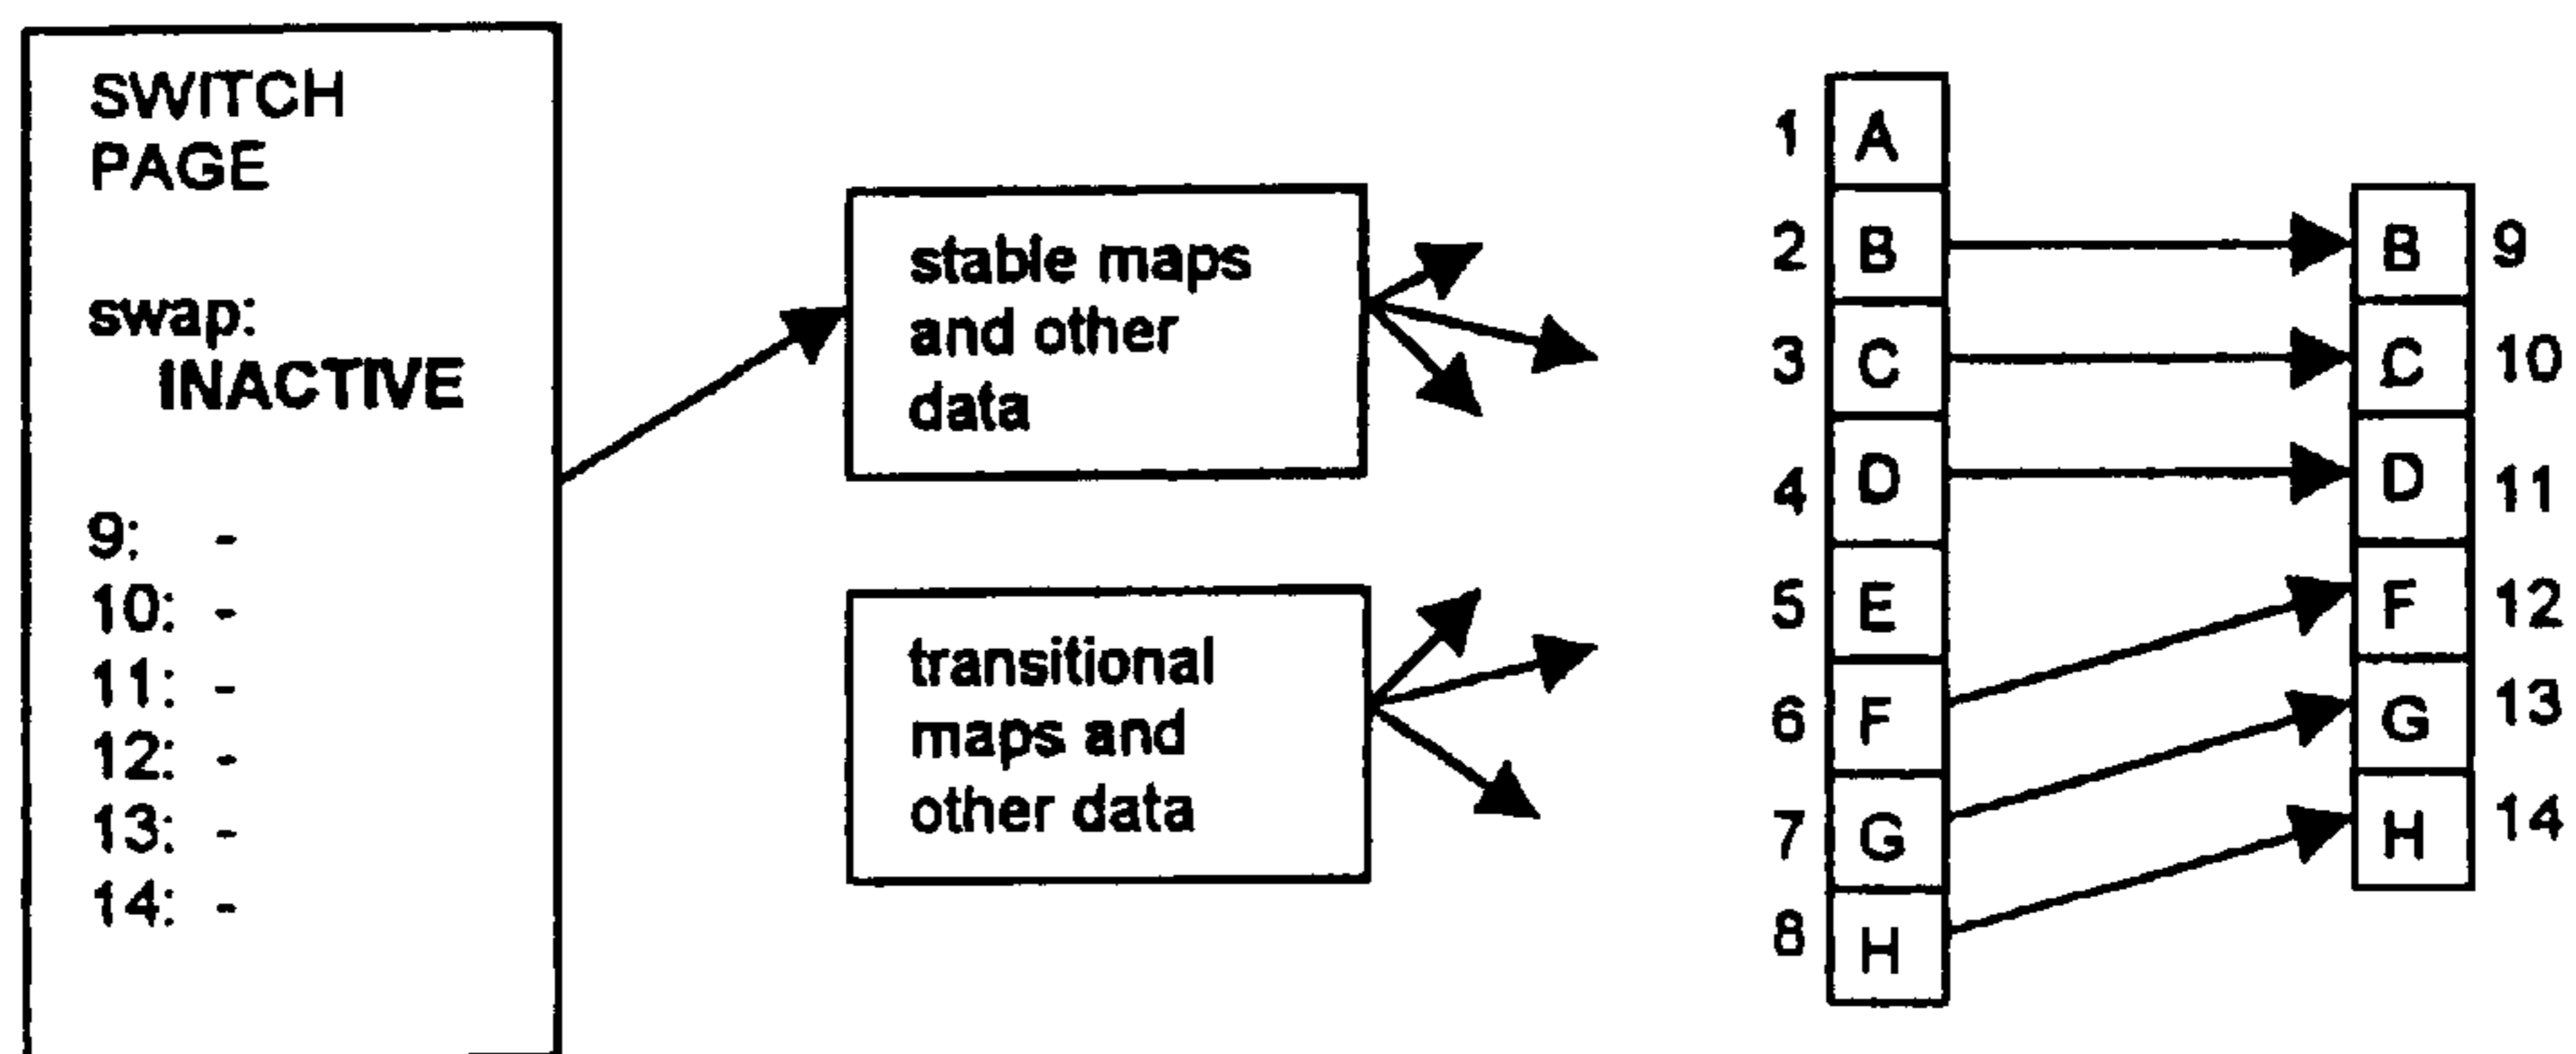 SWITCH
PAGE
swap:
INACTIVE
9: -
10: -
11: -
12: -
13: -
14: -
stable maps
and other
data
transitional
maps and
other data
1 A
2 B
3 C
4 D
5 E
6 F
7 G
8 H
B 9
C 10
D 11
F 12
G 13
H 14